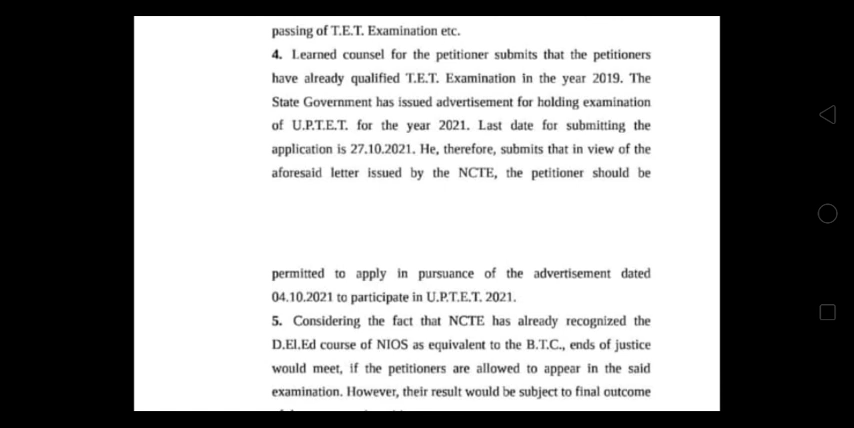 passing of T.E.T. Examination etc.
4. Learned counsel for the petitioner submits that the petitioners
have already qualified T.E.T. Examination in the year 2019. The
State Government has issued advertisement for holding examination
of U.P.T.E.T. for the year 2021. Last date for submitting the
application is 27.10.2021. He, therefore, submits that in view of the
aforesaid letter issued by the NCTE, the petitioner should be
permitted to apply in pursuance of the advertisement dated
04.10.2021 to participate in U.P.T.E.T. 2021.
5. Considering the fact that NCTE has already recognized the
D.El.Ed course of NIOS as equivalent to the B.T.C., ends of justice
would meet, if the petitioners are allowed to appear in the said
examination. However, their result would be subject to final outcome